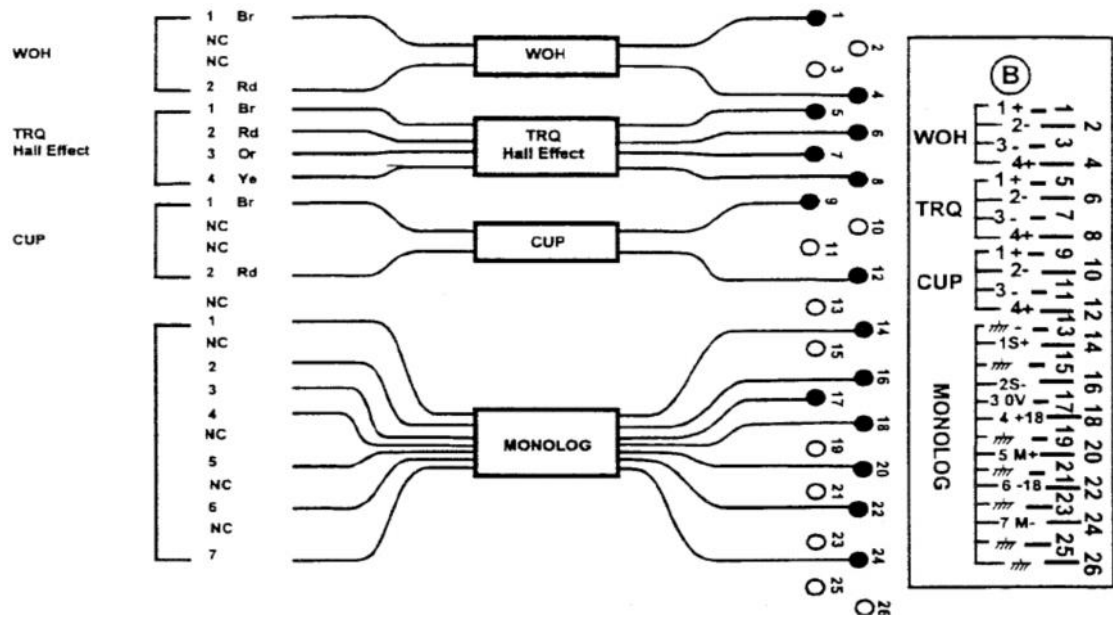 WOH
1 Br
NC
NC
2 Rd
WOH
1
2
3
4
TRQ
Hall Effect
1 Br
2 Rd
3 Or
4 Ye
TRQ
Hall Effect
5
6
7
8
CUP
1 Br
NC
NC
2 Rd
CUP
9
10
11
12
NC
1
NC
2
3
4
NC
5
NC
6
NC
7
MONOLOG
13
14
15
16
17
18
19
20
21
22
23
24
25
26
B
WOH
1 + 1
2- 2
3 - 3
4+ 4
TRQ
1+ 5
2- 6
3 - 7
4+ 8
CUP
1+ 9
2- 10
3 - 11
4+ 12
MONOLOG
- 13
1S+ 14
15
2S- 16
3 0V 17
4 +18 18
19
5 M+ 20
21
6 -18 22
23
7 M- 24
25
26